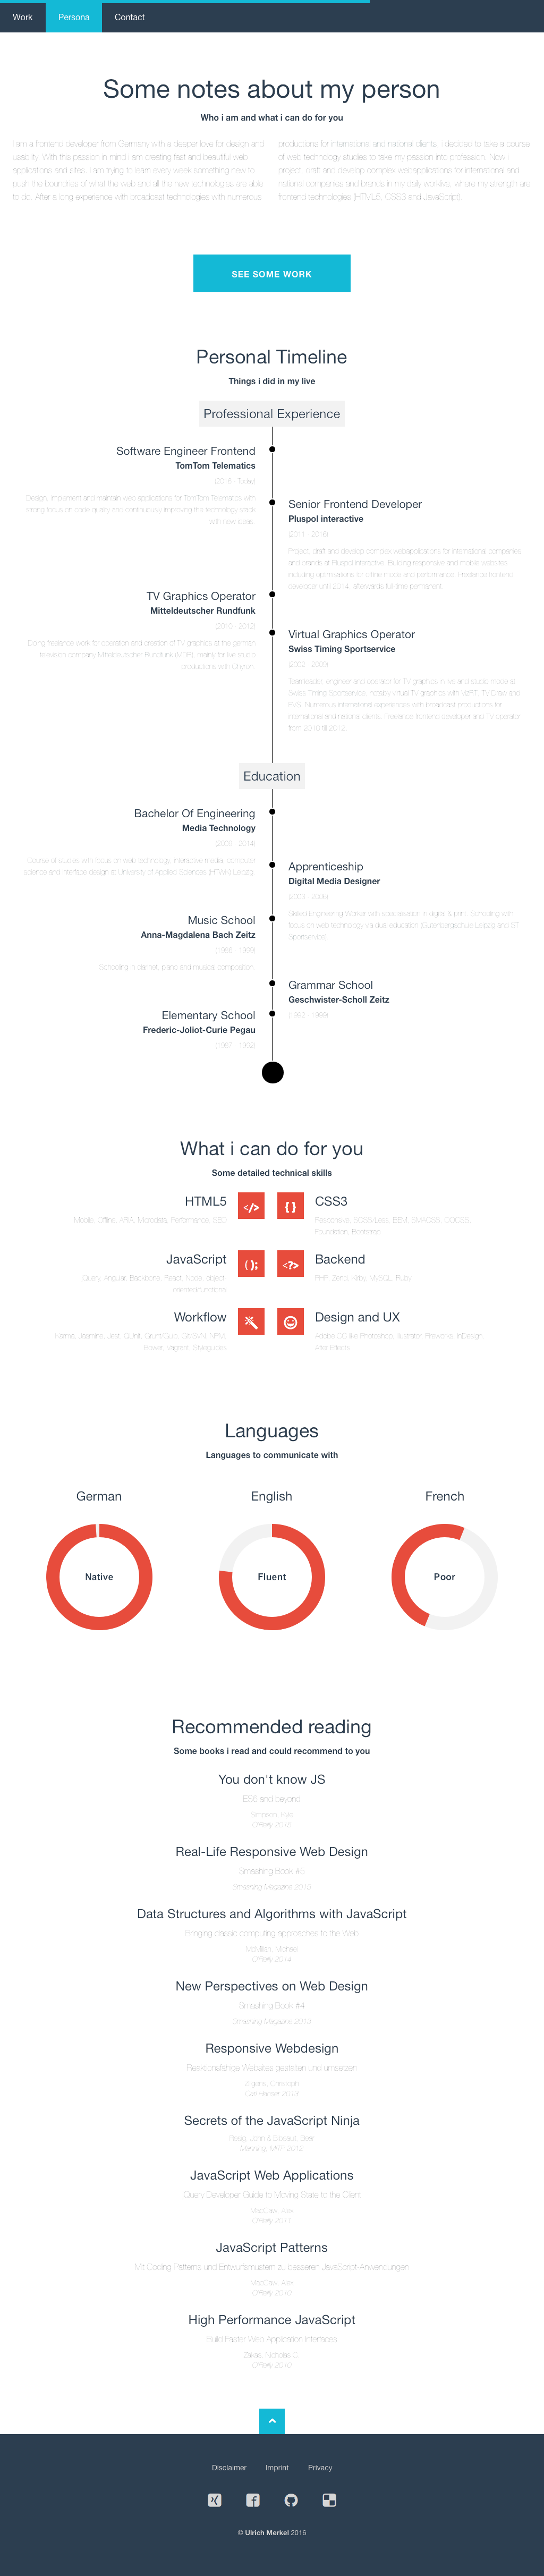 Work Persona Contact
Some notes about my person
Who i am and what i can do for you
I am a frontend developer from Germany with a deeper love for design and
usability. With this passion in mind i am creating fast and beautiful web
applications and sites. I am trying to learn every week something new to
push the boundries of what the web and all the new technologies are able
to do. After a long experience with broadcast technologies with numerous
productions for international and national clients, i decided to take a course
of web technology studies to take my passion into profession. Now i
project, draft and develop complex webapplications for international and
national companies and brands in my daily worklive, where my strength are
frontend technologies (HTML5, CSS3 and JavaScript).
SEE SOME WORK
Personal Timeline
Things i did in my live
Professional Experience
Software Engineer Frontend
TomTom Telematics
(2016 - Today)
Design, implement and maintain web applications for TomTom Telematics with
strong focus on code quality and continuously improving the technology stack
with new ideas.
Senior Frontend Developer
Pluspol interactive
(2011 - 2016)
Project, draft and develop complex webapplications for international companies
and brands at Pluspol interactive. Building responsive and mobile websites,
including optimisations for offline mode and performance. Freelance frontend
developer until 2014, afterwards full-time permanent.
TV Graphics Operator
Mitteldeutscher Rundfunk
(2010 - 2012)
Doing freelance work for operation and creation of TV graphics at the german
television company Mitteldeutscher Rundfunk (MDR), mainly for live studio
productions with Chyron.
Virtual Graphics Operator
Swiss Timing Sportservice
(2002 - 2009)
Teamleader, engineer and operator for TV graphics in live and studio mode at
Swiss Timing Sportservice, notably virtual TV graphics with VizRT, TV Draw and
Numerous international experiences with broadcast productions for
international and national clients. Freelance frontend developer and TV operator
from 2010 till 2012.
Education
Bachelor Of Engineering
Media Technology
(2009 - 2014)
Course of studies with focus on web technology, interactive media, computer
science and interface design at University of Applied Sciences (HTWK) Leipzig.
Apprenticeship
Digital Media Designer
Skilled Engineering Worker with specialization in digital & print. Schooling with
focus on web technology via dual education Gutenbergschule Leipzig and ST
Sportservice.
Music School
Anna-Magdalena Bach Zeitz
Schooling in clarinet, piano and musical composition.
Grammar School
Geschwister-Scholl Zeitz
(1992 - 1999)
Elementary School
Frederic-Joliot-Curie Pegau
(1987 - 1992)
What i can do for you
Some detailed technical skills
HTML5
</>
Mobile, Offline, ARIA, Microdata, Performance, SEO
{ }
CSS3
Responsive, SCSS/Less, BEM, SMACSS, OOCSS,
Foundation, Bootstrap
JavaScript
( );
jQuery, Angular, Backbone, React, Node, object-
oriented/functional
<?>
Backend
PHP, Zend, Kirby, MySQL, Ruby
Workflow
Karma, Jasmine, Jest, QUnit, Grunt/Gulp, Git/SVN, NPM,
Bower, Vagrant, Styleguides
Design and UX
Adobe CC like Photoshop, Illustrator, Fireworks, InDesign,
After Effects
Languages
Languages to communicate with
German English French
Native Fluent Poor
Recommended reading
Some books i read and could recommend to you
You don't know JS
ES6 and beyond
Simpson, Kyle
O'Reilly 2015
Real-Life Responsive Web Design
Smashing Book #5
Smashing Magazine 2015
Data Structures and Algorithms with JavaScript
Bringing classic computing approaches to the Web
McMillan, Michael
O'Reilly 2014
New Perspectives on Web Design
Smashing Book #4
Smashing Magazine 2013
Responsive Webdesign
Reaktionsfähige Websites gestalten und umsetzen
Zillgens, Christoph
Carl Hanser 2013
Secrets of the JavaScript Ninja
Resig, John & Bibeault, Bear
Manning, MITP 2012
JavaScript Web Applications
jQuery Developers' Guide to Moving State to the Client
MacCaw, Alex
O'Reilly 2011
JavaScript Patterns
Mit Coding-Patterns und Entwurfsmustern zu besseren JavaScript Anwendungen
MacCaw, Alex
O'Reilly 2010
High Performance JavaScript
Build Faster Web Application Interfaces
Zakas, Nicholas C.
O'Reilly 2010
Disclaimer Imprint Privacy
© Ulrich Merkel 2016